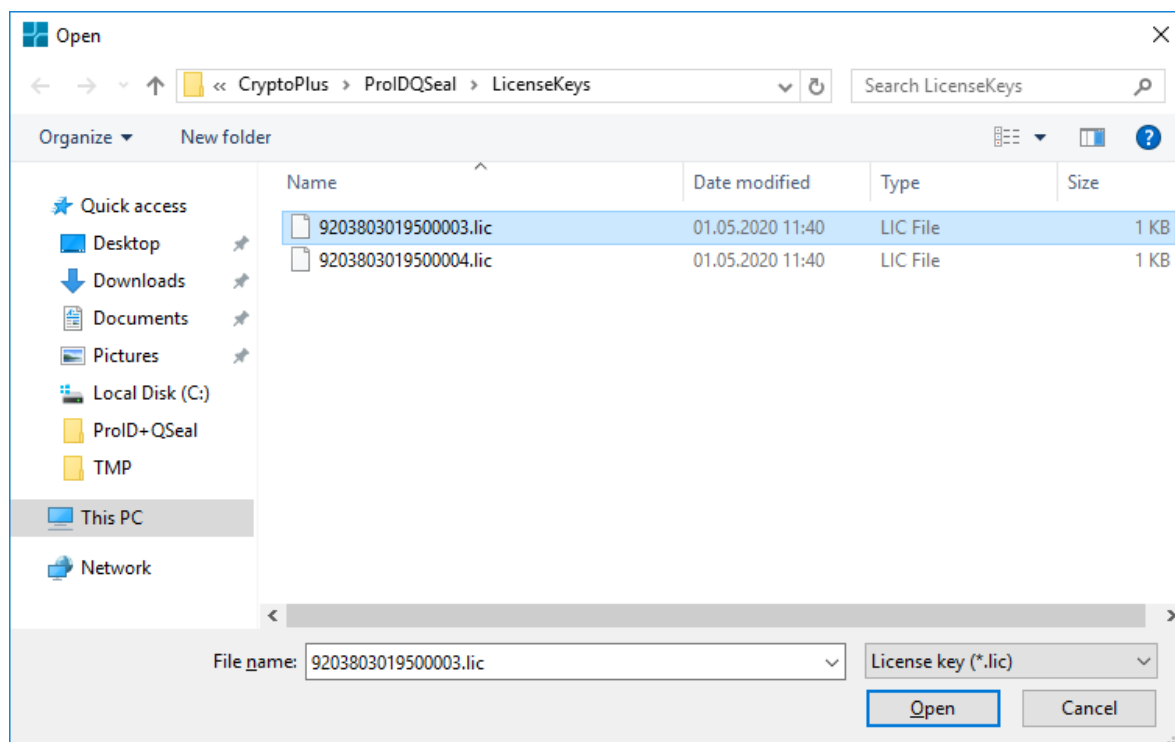 Open
« CryptoPlus > ProIDQSeal > LicenseKeys
Search LicenseKeys
Organize
New folder
?
Name
Date modified
Type
Size
Quick access
Desktop
Downloads
Documents
Pictures
Local Disk (C:)
ProID+QSeal
TMP
This PC
Network
9203803019500003.lic 01.05.2020 11:40 LIC File 1 KB
9203803019500004.lic 01.05.2020 11:40 LIC File 1 KB
File name: 9203803019500003.lic
License key (*.lic)
Open
Cancel